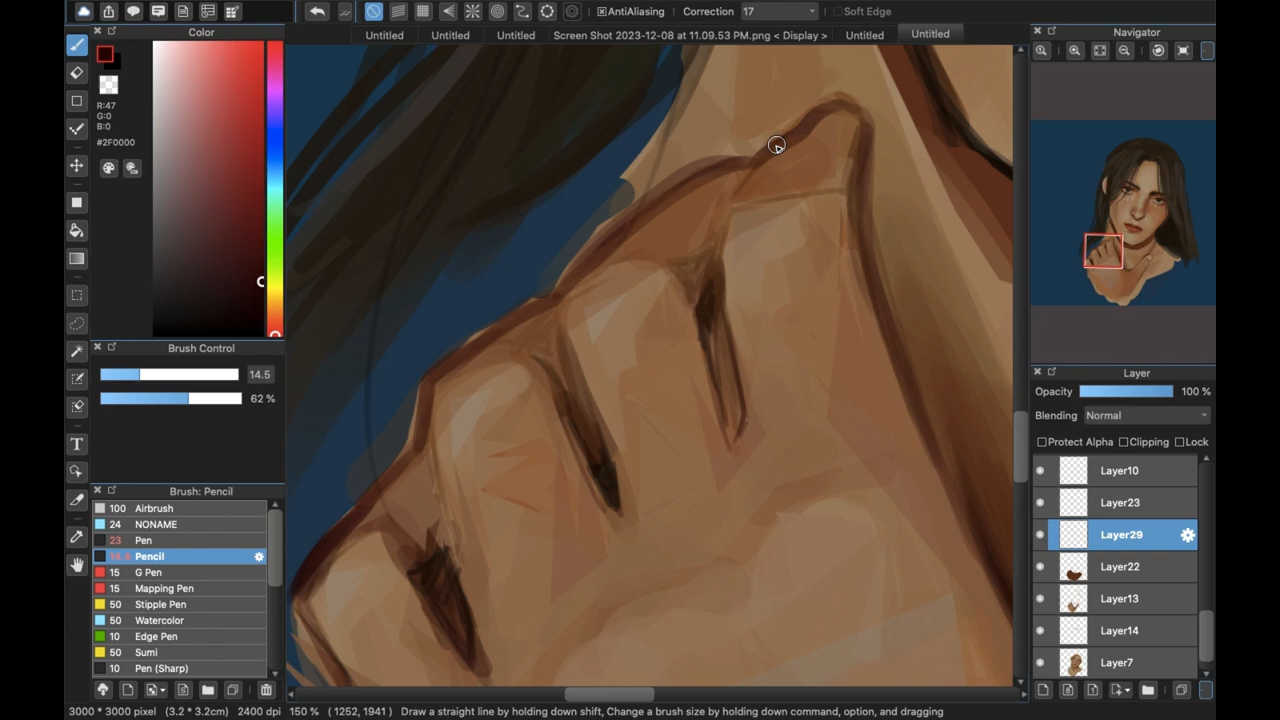 AntiAliasing Correction 17 Soft Edge
Untitled Untitled Untitled Screen Shot 2023-12-08 at 11.09.53 PM.png < Display > Untitled Untitled
Color
R:47
G:0
B:0
#2F0000
Brush Control
14.5
62 %
Brush: Pencil
100 Airbrush
24 NONAME
23 Pen
Pencil
15 G Pen
15 Mapping Pen
50 Stipple Pen
50 Watercolor
10 Edge Pen
50 Sumi
10 Pen (Sharp)
T
Navigator
Layer
Opacity 100 %
Blending Normal
Protect Alpha Clipping Lock
Layer10
Layer23
Layer29
Layer22
Layer13
Layer14
Layer7
3000 * 3000 pixel (3.2 * 3.2cm) 2400 dpi 150 % ( 1252, 1941 ) Draw a straight line by holding down shift, Change a brush size by holding down command, option, and dragging